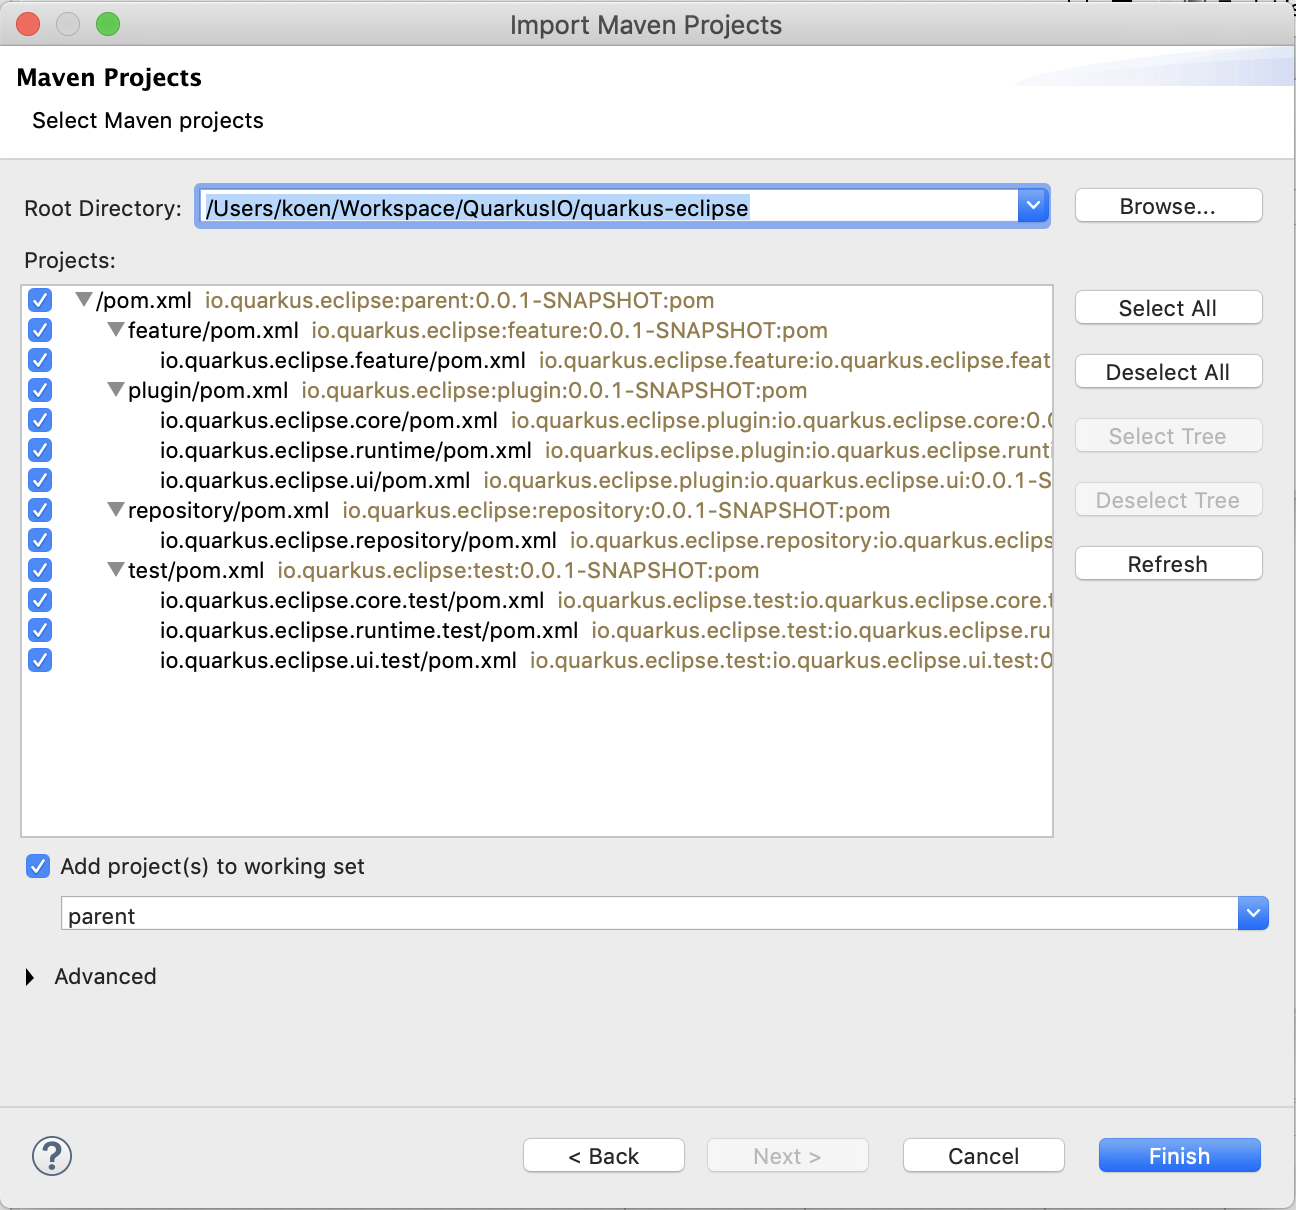 Import Maven Projects
Maven Projects
Select Maven projects
Root Directory: /Users/koen/Workspace/QuarkusIO/quarkus-eclipse Browse...
Projects:
/pom.xml io.quarkus.eclipse:parent:0.0.1-SNAPSHOT:pom
feature/pom.xml io.quarkus.eclipse:feature:0.0.1-SNAPSHOT:pom
io.quarkus.eclipse.feature/pom.xml io.quarkus.eclipse.feature:io.quarkus.eclipse.feat
plugin/pom.xml io.quarkus.eclipse:plugin:0.0.1-SNAPSHOT:pom
io.quarkus.eclipse.core/pom.xml io.quarkus.eclipse.plugin:io.quarkus.eclipse.core:0.0
io.quarkus.eclipse.runtime/pom.xml io.quarkus.eclipse.plugin:io.quarkus.eclipse.runti
io.quarkus.eclipse.ui/pom.xml io.quarkus.eclipse.plugin:io.quarkus.eclipse.ui:0.0.1-S
repository/pom.xml io.quarkus.eclipse:repository:0.0.1-SNAPSHOT:pom
io.quarkus.eclipse.repository/pom.xml io.quarkus.eclipse.repository:io.quarkus.eclips
test/pom.xml io.quarkus.eclipse:test:0.0.1-SNAPSHOT:pom
io.quarkus.eclipse.core.test/pom.xml io.quarkus.eclipse.test:io.quarkus.eclipse.core.t
io.quarkus.eclipse.runtime.test/pom.xml io.quarkus.eclipse.test:io.quarkus.eclipse.ru
io.quarkus.eclipse.ui.test/pom.xml io.quarkus.eclipse.test:io.quarkus.eclipse.ui.test:0
Select All
Deselect All
Select Tree
Deselect Tree
Refresh
Add project(s) to working set
parent
Advanced
? < Back Next > Cancel Finish